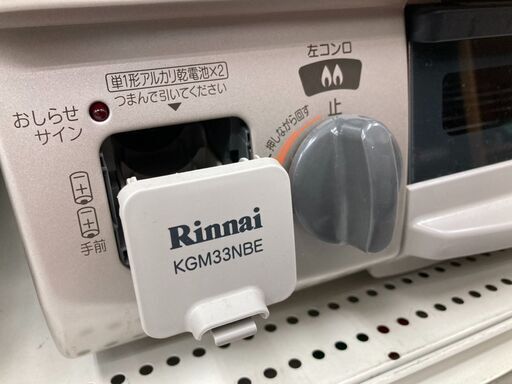 単1形アルカリ乾電池×2
つまんで引いてください
おしらせ
サイン
手前
Rinnai
KGM33NBE
左コンロ
止
押しながら回す